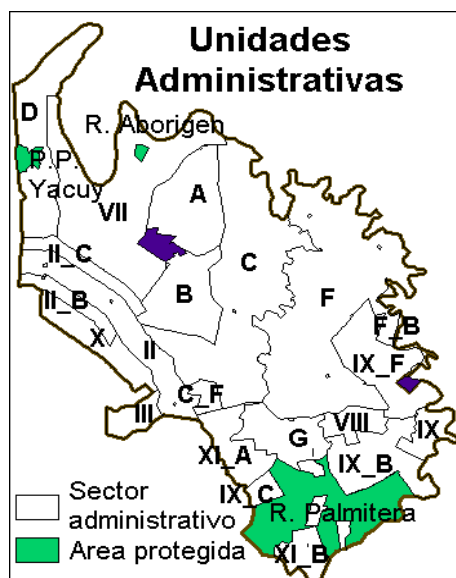 Unidades
Administrativas
D
R. Aborigen
P.P.
Yacuy
VII
A
II_C
C
B
II_B
F
F_B
X
II
IX_F
C_F
III
VIII
IX
G
XI_A
IX_B
IX_C
R. Palmitera
XI_B
Sector
administrativo
Area protegida